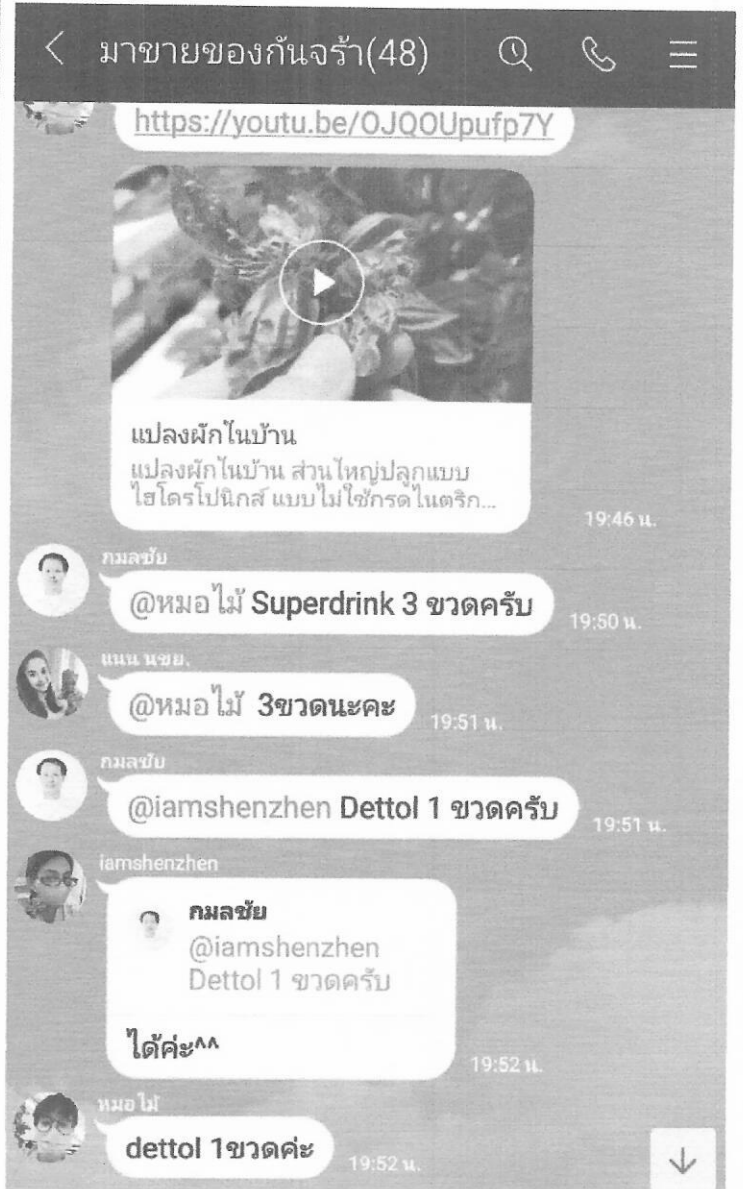 มาขายของกันจร้า(48)
https://youtu.be/OJQOUpufp7Y
แปลงผักในบ้าน
แปลงผักในบ้าน ส่วนใหญ่ปลูกแบบ
ไฮโดรโปนิกส์ แบบไม่ใช้กรดไนตริก...
19:46 น.
กมลชัย
@หมอไม้ Superdrink 3 ขวดครับ
19:50 น.
แนน นชย.
@หมอไม้ 3ขวดนะคะ
19:51 น.
กมลชัย
@iamshenzhen Dettol 1 ขวดครับ
19:51 น.
iamshenzhen
กมลชัย
@iamshenzhen
Dettol 1 ขวดครับ
ได้ค่ะ^^
19:52 น.
หมอไม้
dettol 1ขวดค่ะ
19:52 น.